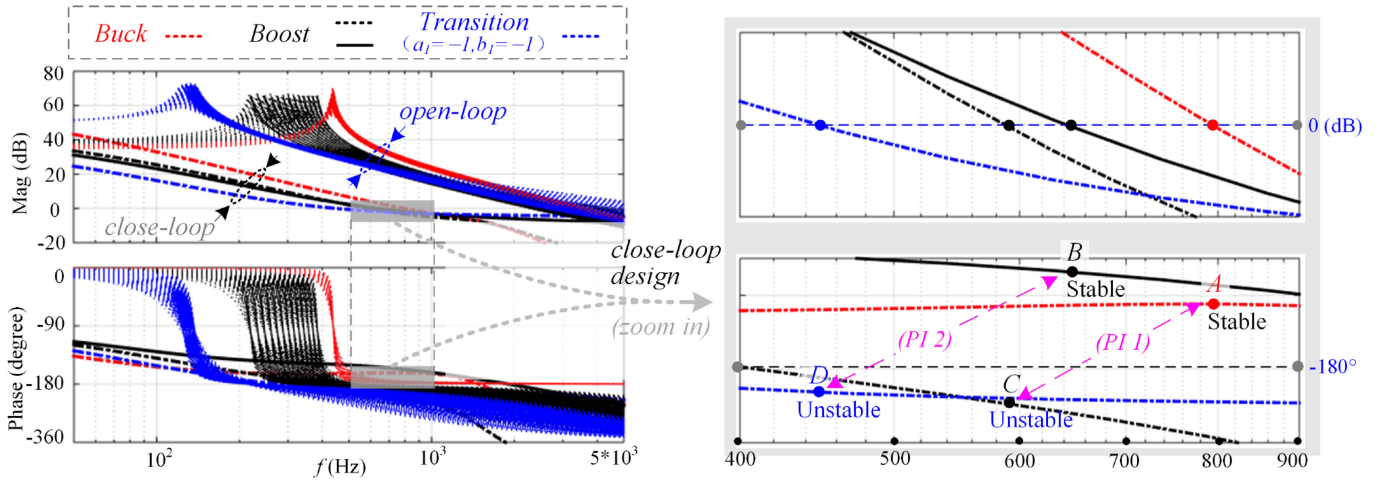 Buck Boost Transition
(a1=−1,b1=−1)
80
60
40
20
0
-20
Mag (dB)
open-loop
close-loop
0
-90
-180
-360
Phase (degree)
10²
f (Hz)
10³
5*10³
close-loop
design
(zoom in)
0 (dB)
B
Stable
A
Stable
(PI 2)
(PI 1)
-180°
D
Unstable
C
Unstable
400
600
700
800
900